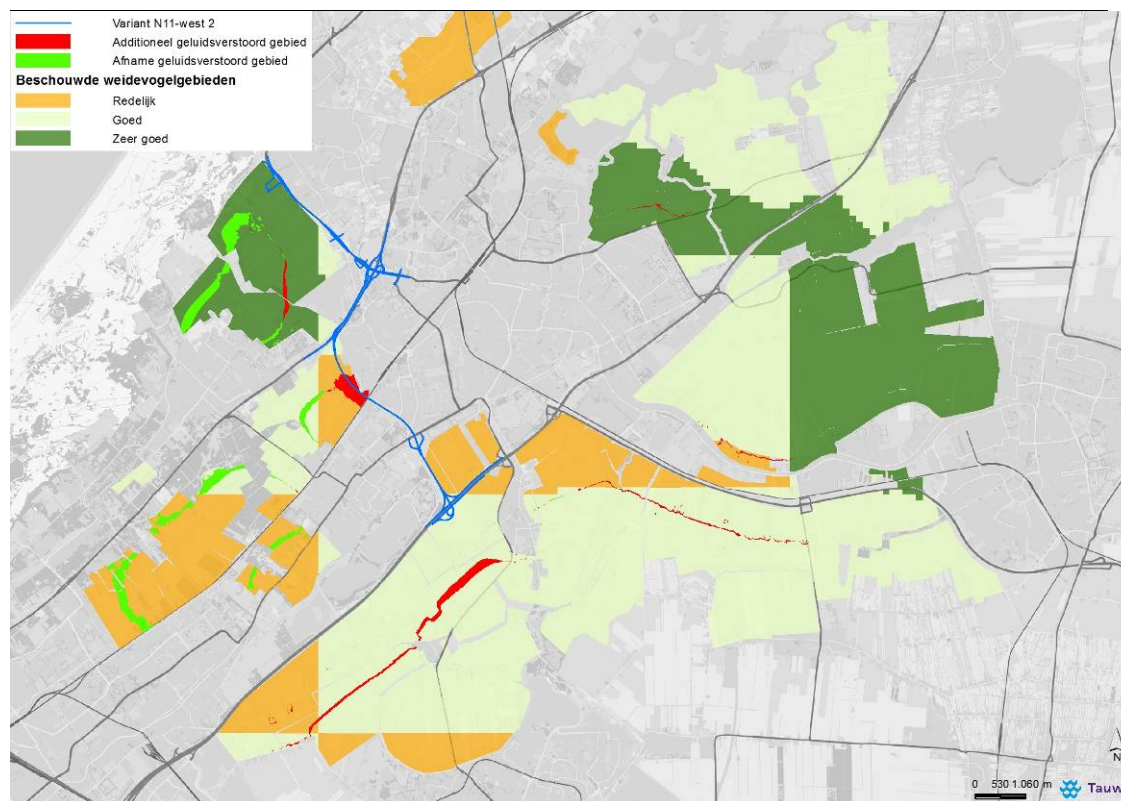 Variant N11-west 2
Additioneel geluidsverstoord gebied
Afname geluidsverstoord gebied
Beschouwde weidevogelgebieden
Redelijk
Goed
Zeer goed
N
0 530 1.060 m
Tauw